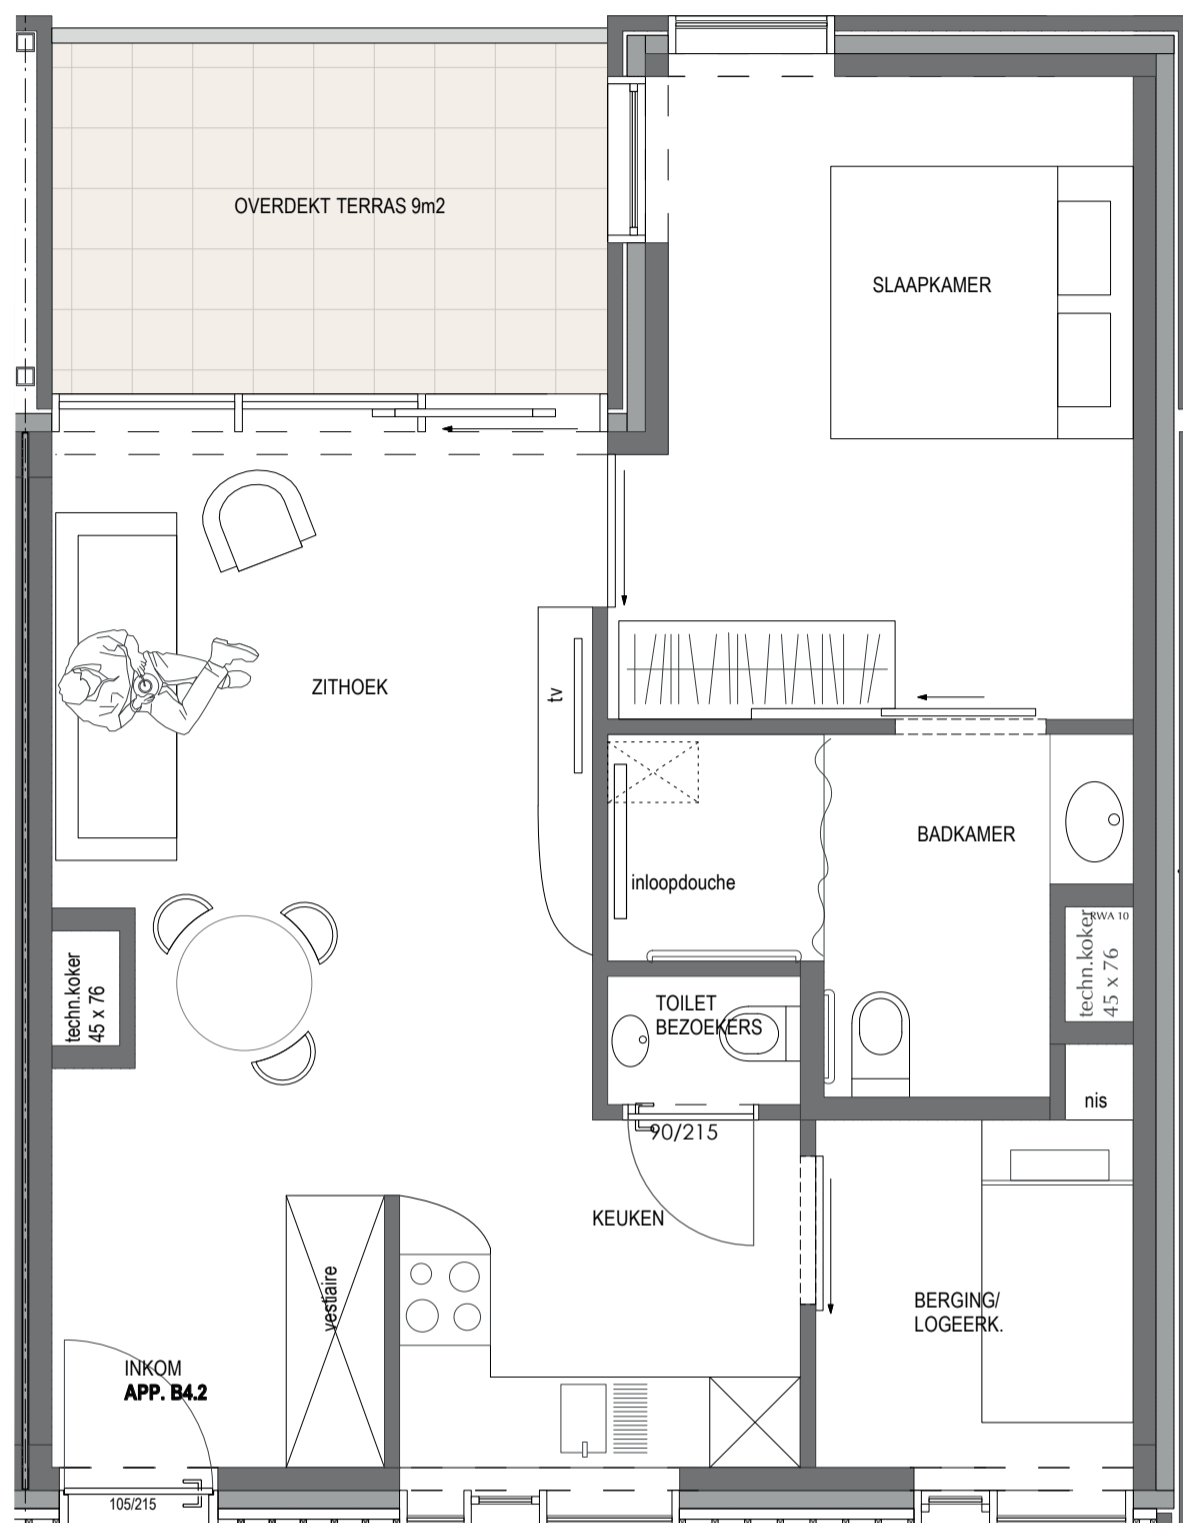 OVERDEKT TERRAS 9m2
SLAAPKAMER
ZITHOEK
tv
BADKAMER
inloopdouche
techn.koker
45 x 76
RWA 10
techn.koker
45 x 76
TOILET
BEZOEKERS
nis
90/215
KEUKEN
vestiaire
BERGING/
LOGEERK.
INKOM
APP. B4.2
105/215